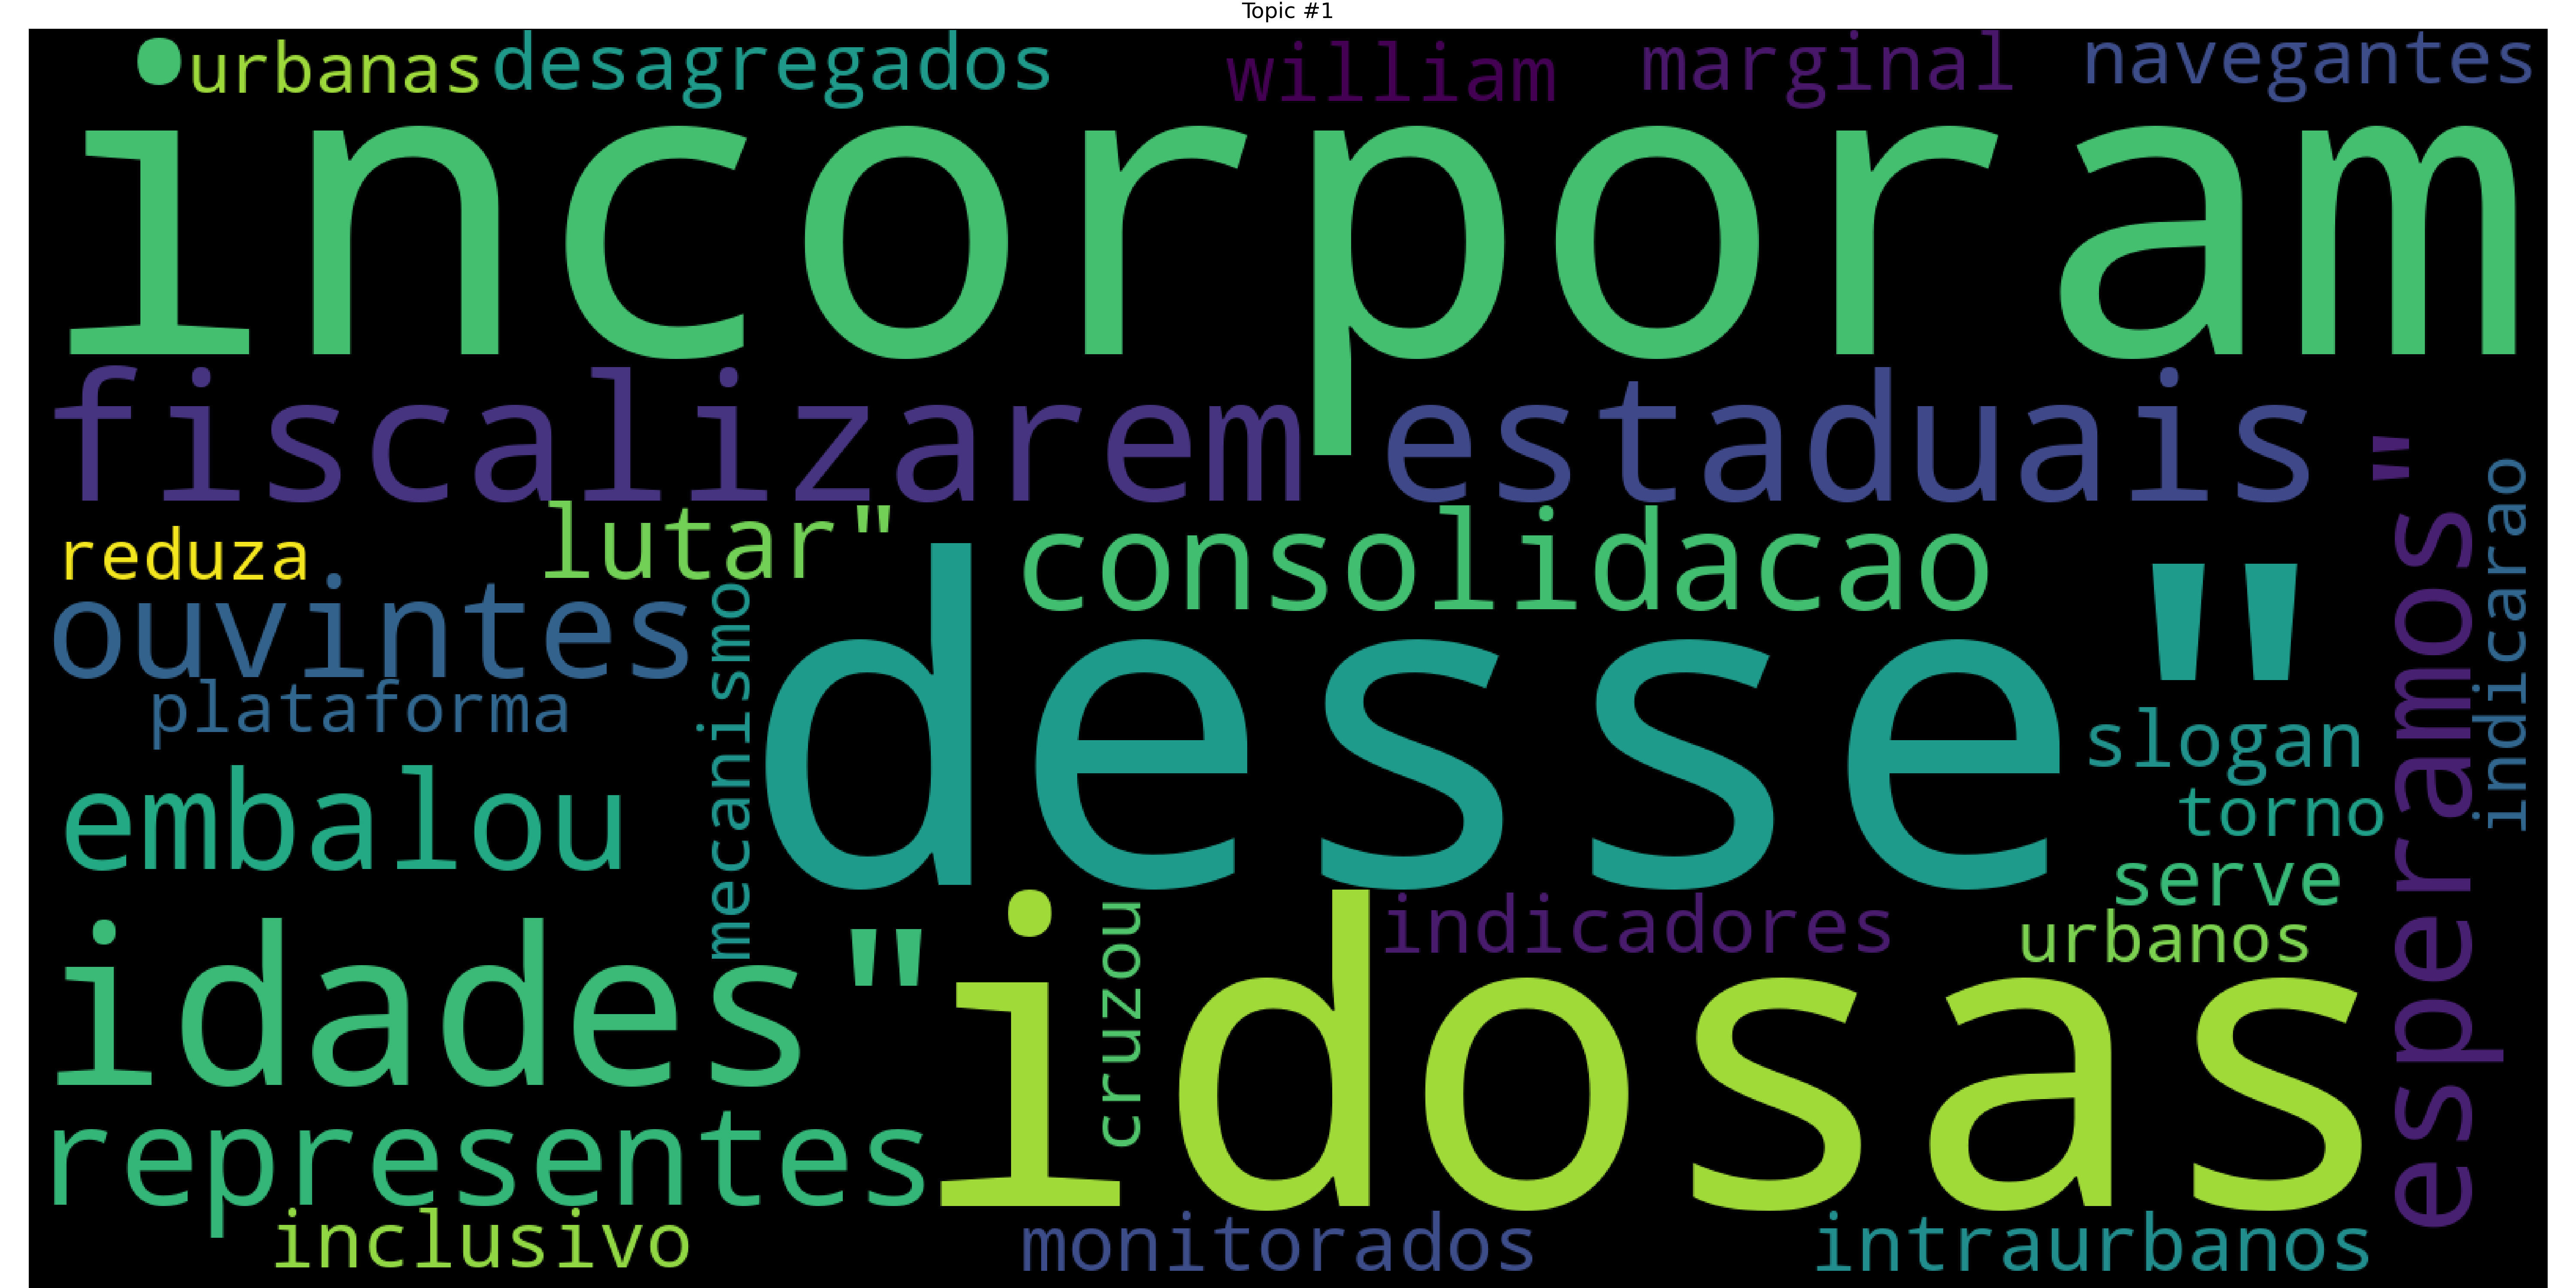 Topic #1
urbanas desagregados william marginal navegantes
incorporam
fiscalizarem estaduais
reduza lutar" consolidacao
ouvintes
plataforma
mecanismo
desse"
slogan
torno
serve
embalou
esperamos"
indicarao
idades"
idosas
cruzou
indicadores
urbanos
representes
inclusivo monitorados intraurbanos